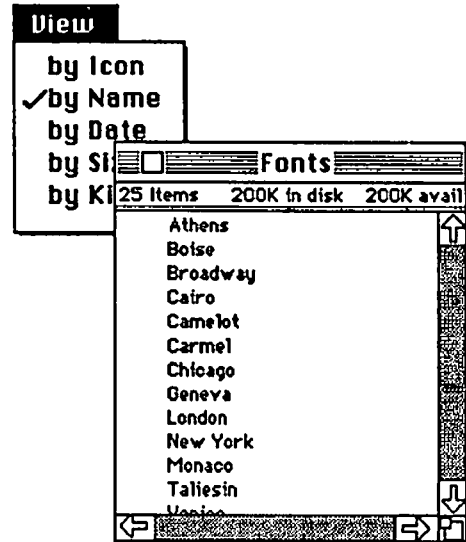 View
by Icon
✓by Name
by Date
by Si
by Ki
Fonts
25 items 200K in disk 200K avail
Athens
Boise
Broadway
Cairo
Camelot
Carmel
Chicago
Geneva
London
New York
Monaco
Taliesin
Venice